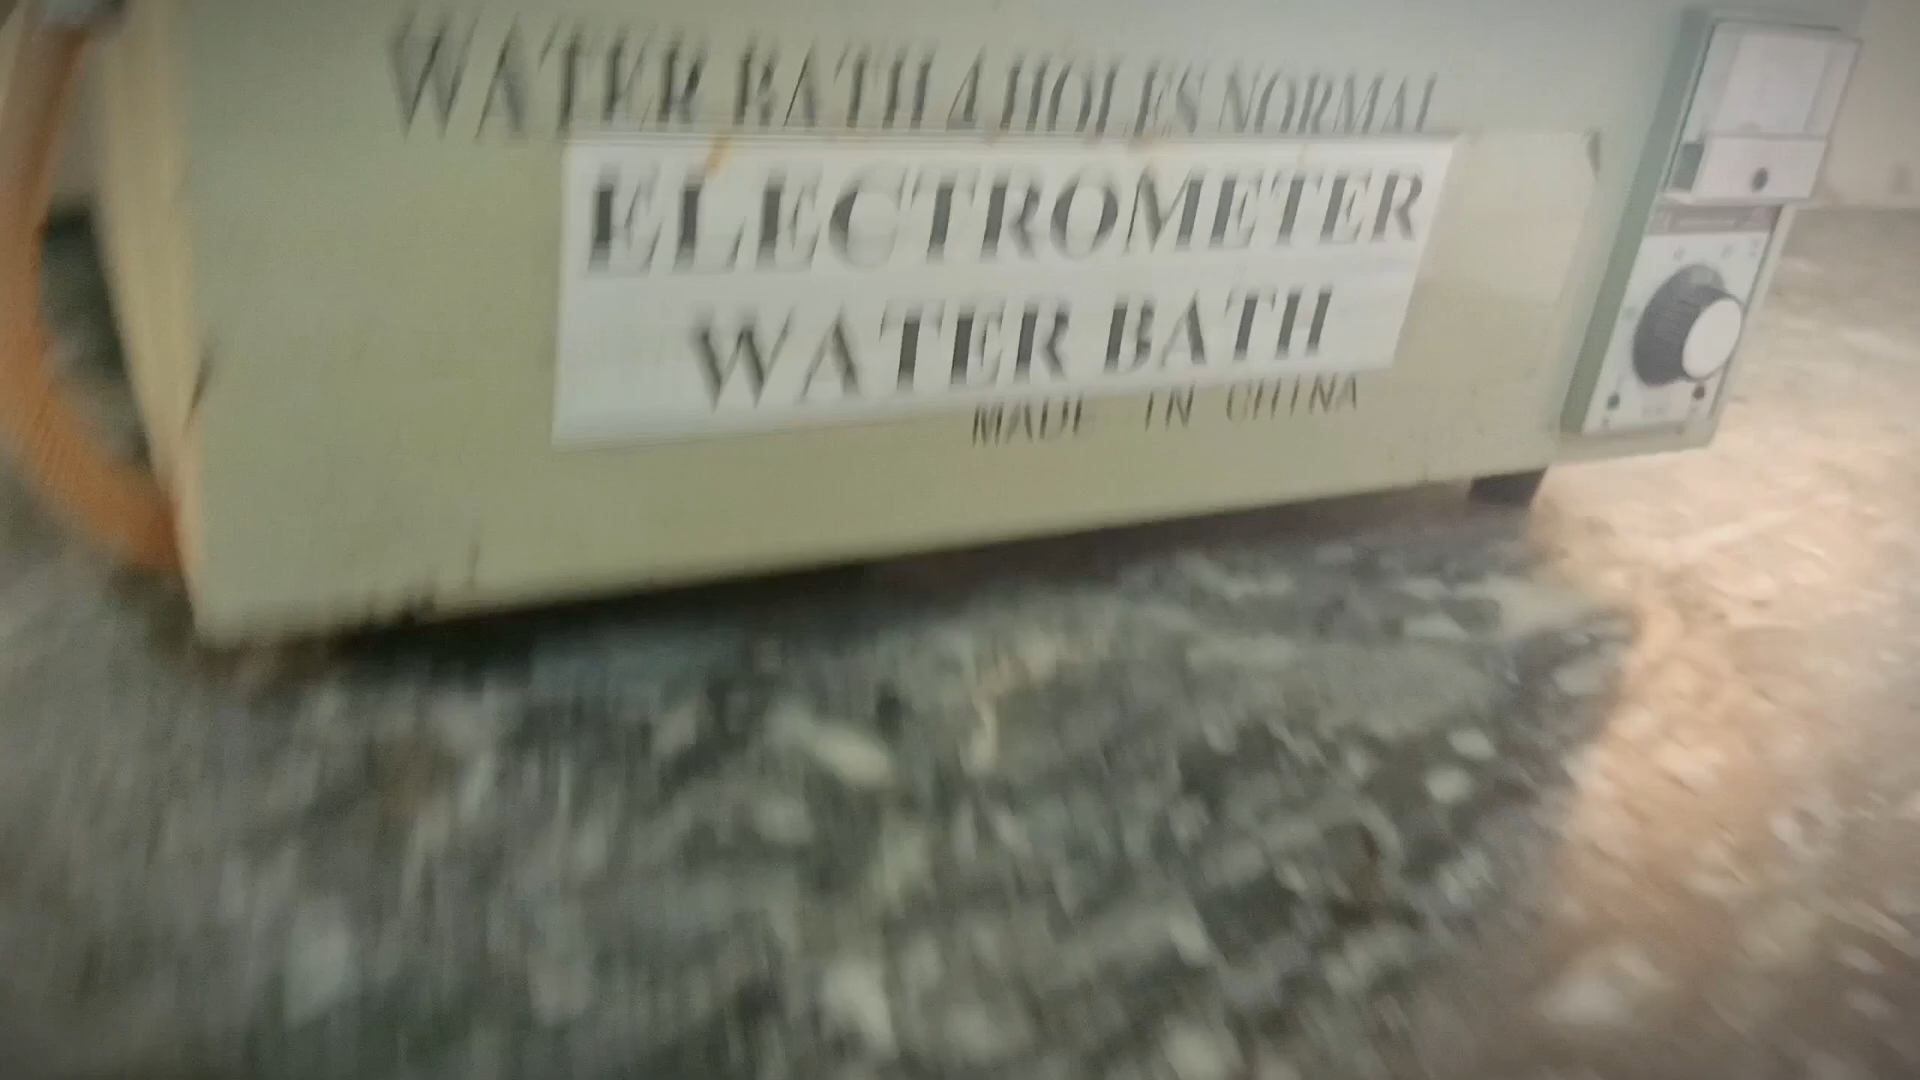 WATER BATH 4 HOLES NORMAL
ELECTROMETER
WATER BATH
MADE IN CHINA